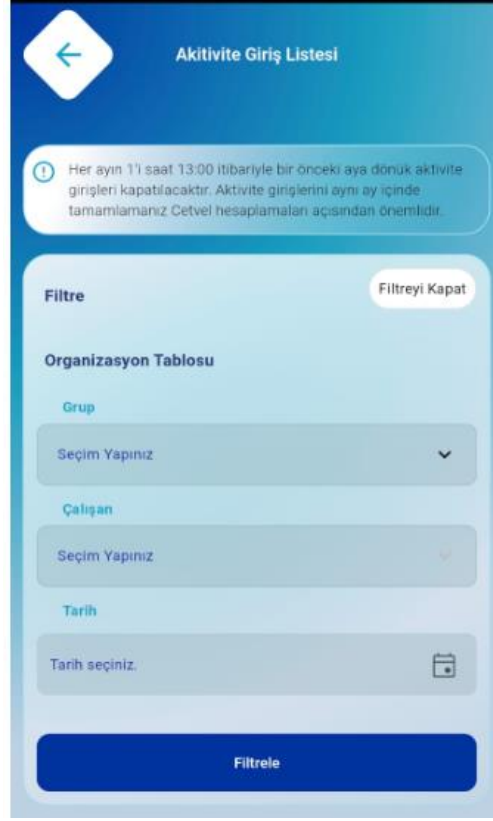 Akitivite Giriş Listesi
Her ayın 1'i saat 13:00 itibariyle bir önceki aya dönük aktivite
girişleri kapatılacaktır. Aktivite girişlerini aynı ay içinde
tamamlamanız Cetvel hesaplamaları açısından önemlidir.
Filtre
Filtreyi Kapat
Organizasyon Tablosu
Grup
Seçim Yapınız
Çalışan
Seçim Yapınız
Tarih
Tarih seçiniz.
Filtrele